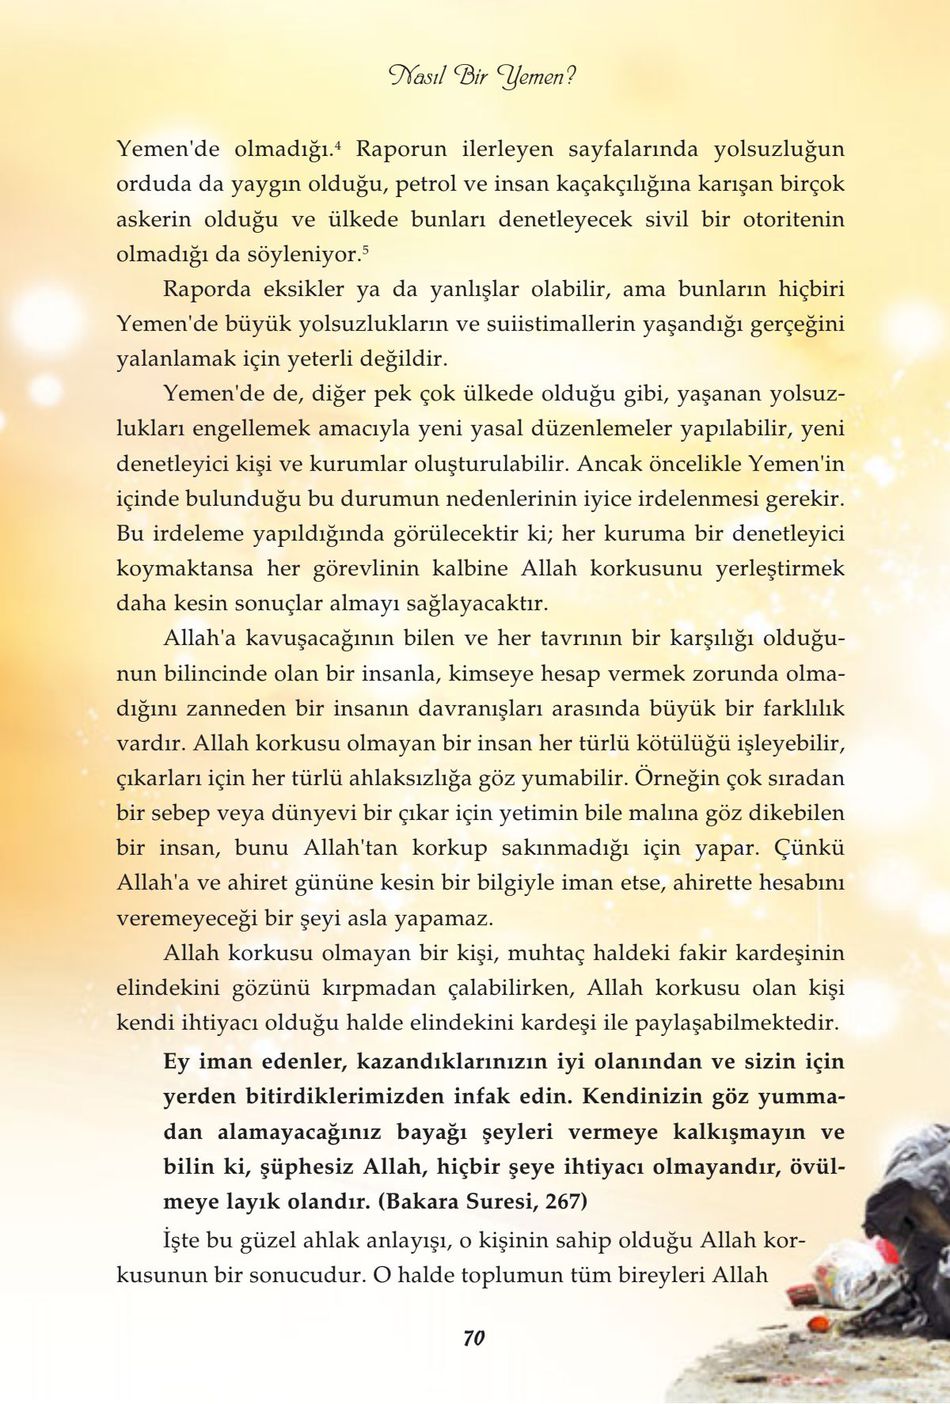 Nasıl Bir Yemen?
Yemen'de olmadığı.⁴ Raporun ilerleyen sayfalarında yolsuzluğun
orduda da yaygın olduğu, petrol ve insan kaçakçılığına karışan birçok
askerin olduğu ve ülkede bunları denetleyecek sivil bir otoritenin
olmadığı da söyleniyor.⁵
Raporda eksikler ya da yanlışlar olabilir, ama bunların hiçbiri
Yemen'de büyük yolsuzlukların ve suiistimallerin yaşandığı gerçeğini
yalanlamak için yeterli değildir.
Yemen'de de, diğer pek çok ülkede olduğu gibi, yaşanan yolsuz-
lukları engellemek amacıyla yeni yasal düzenlemeler yapılabilir, yeni
denetleyici kişi ve kurumlar oluşturulabilir. Ancak öncelikle Yemen'in
içinde bulunduğu bu durumun nedenlerinin iyice irdelenmesi gerekir.
Bu irdeleme yapıldığında görülecektir ki; her kuruma bir denetleyici
koymaktansa her görevlinin kalbine Allah korkusunu yerleştirmek
daha kesin sonuçlar almayı sağlayacaktır.
Allah'a kavuşacağının bilen ve her tavrının bir karşılığı olduğu-
nun bilincinde olan bir insanla, kimseye hesap vermek zorunda olma-
dığını zanneden bir insanın davranışları arasında büyük bir farklılık
vardır. Allah korkusu olmayan bir insan her türlü kötülüğü işleyebilir,
çıkarları için her türlü ahlaksızlığa göz yumabilir. Örneğin çok sıradan
bir sebep veya dünyevi bir çıkar için yetimin bile malına göz dikebilen
bir insan, bunu Allah'tan korkup sakınmadığı için yapar. Çünkü
Allah'a ve ahiret gününe kesin bir bilgiyle iman etse, ahirette hesabını
veremeyeceği bir şeyi asla yapamaz.
Allah korkusu olmayan bir kişi, muhtaç haldeki fakir kardeşinin
elindekini gözünü kırpmadan çalabilirken, Allah korkusu olan kişi
kendi ihtiyacı olduğu halde elindekini kardeşi ile paylaşabilmektedir.
Ey iman edenler, kazandıklarınızın iyi olanından ve sizin için
yerden bitirdiklerimizden infak edin. Kendinizin göz yumma-
dan alamayacağınız bayağı şeyleri vermeye kalkışmayın ve
bilin ki, şüphesiz Allah, hiçbir şeye ihtiyacı olmayandır, övül-
meye layık olandır. (Bakara Suresi, 267)
İşte bu güzel ahlak anlayışı, o kişinin sahip olduğu Allah kor-
kusunun bir sonucudur. O halde toplumun tüm bireyleri Allah
70